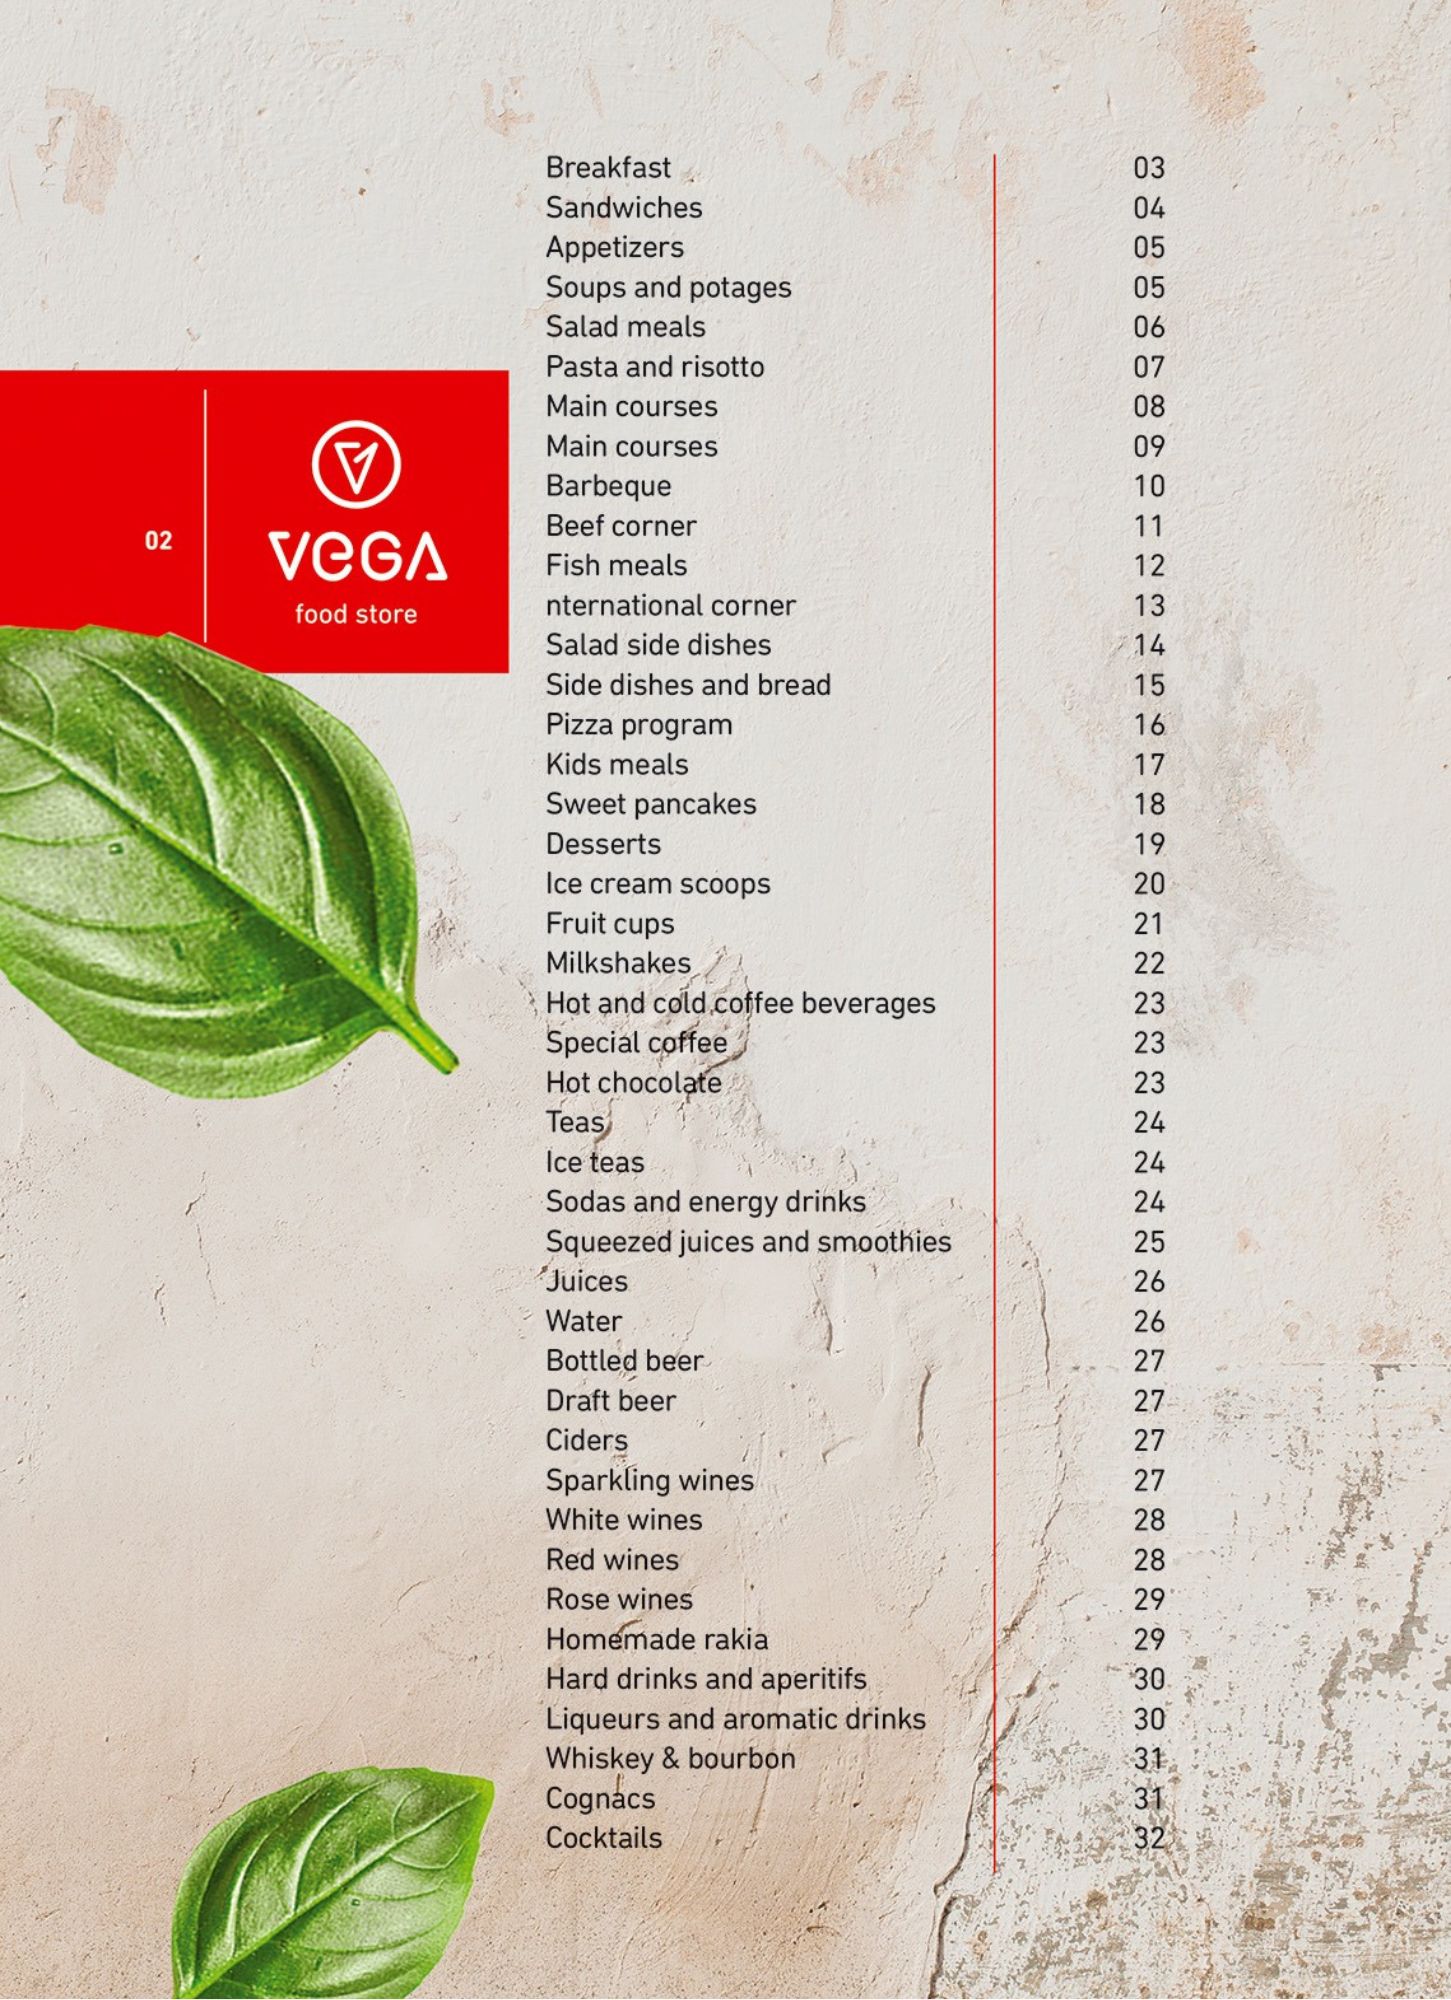 Breakfast 03
Sandwiches 04
Appetizers 05
Soups and potages 05
Salad meals 06
Pasta and risotto 07
Main courses 08
Main courses 09
Barbeque 10
Beef corner 11
Fish meals 12
nternational corner 13
Salad side dishes 14
Side dishes and bread 15
Pizza program 16
Kids meals 17
Sweet pancakes 18
Desserts 19
Ice cream scoops 20
Fruit cups 21
Milkshakes 22
Hot and cold coffee beverages 23
Special coffee 23
Hot chocolate 23
Teas 24
Ice teas 24
Sodas and energy drinks 24
Squeezed juices and smoothies 25
Juices 26
Water 26
Bottled beer 27
Draft beer 27
Ciders 27
Sparkling wines 27
White wines 28
Red wines 28
Rose wines 29
Homemade rakia 29
Hard drinks and aperitifs 30
Liqueurs and aromatic drinks 30
Whiskey & bourbon 31
Cognacs 31
Cocktails 32
02
VeGA
food store